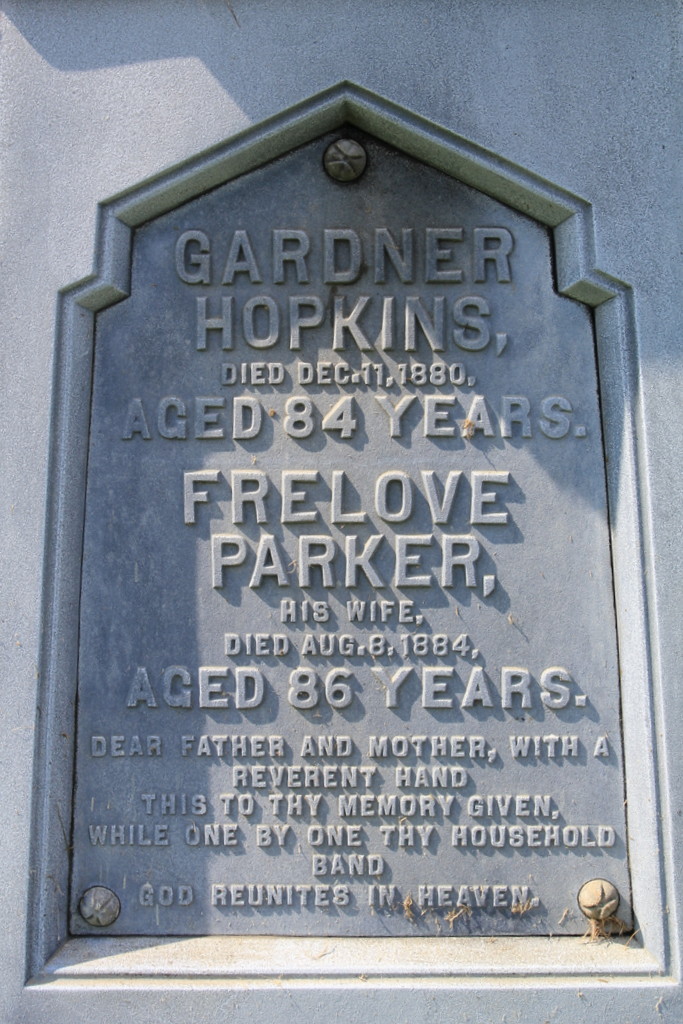 GARDNER
HOPKINS,
DIED DEC. 11, 1880,
AGED 84 YEARS.
FRELOVE
PARKER,
HIS WIFE,
DIED AUG. 8, 1884,
AGED 86 YEARS.
DEAR FATHER AND MOTHER, WITH A
REVERENT HAND
THIS TO THY MEMORY GIVEN,
WHILE ONE BY ONE THY HOUSEHOLD
BAND
GOD REUNITES IN HEAVEN.